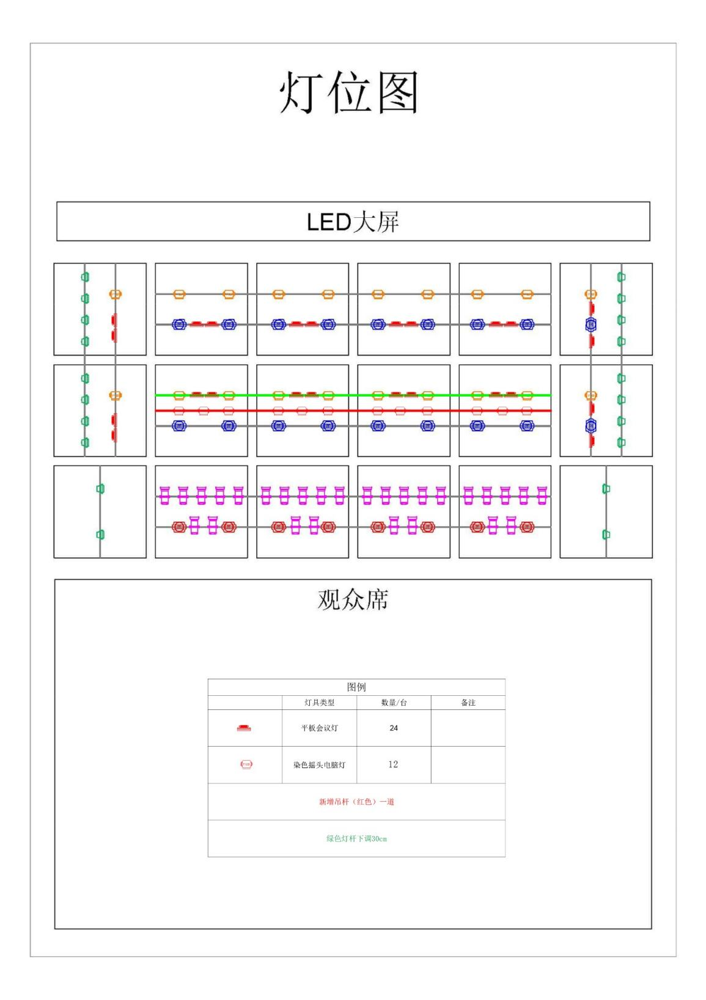 灯位图
LED大屏
观众席
图例
灯具类型 数量/台 备注
平板会议灯 24
染色摇头电脑灯 12
新增吊杆（红色）一道
绿色灯杆下调30cm